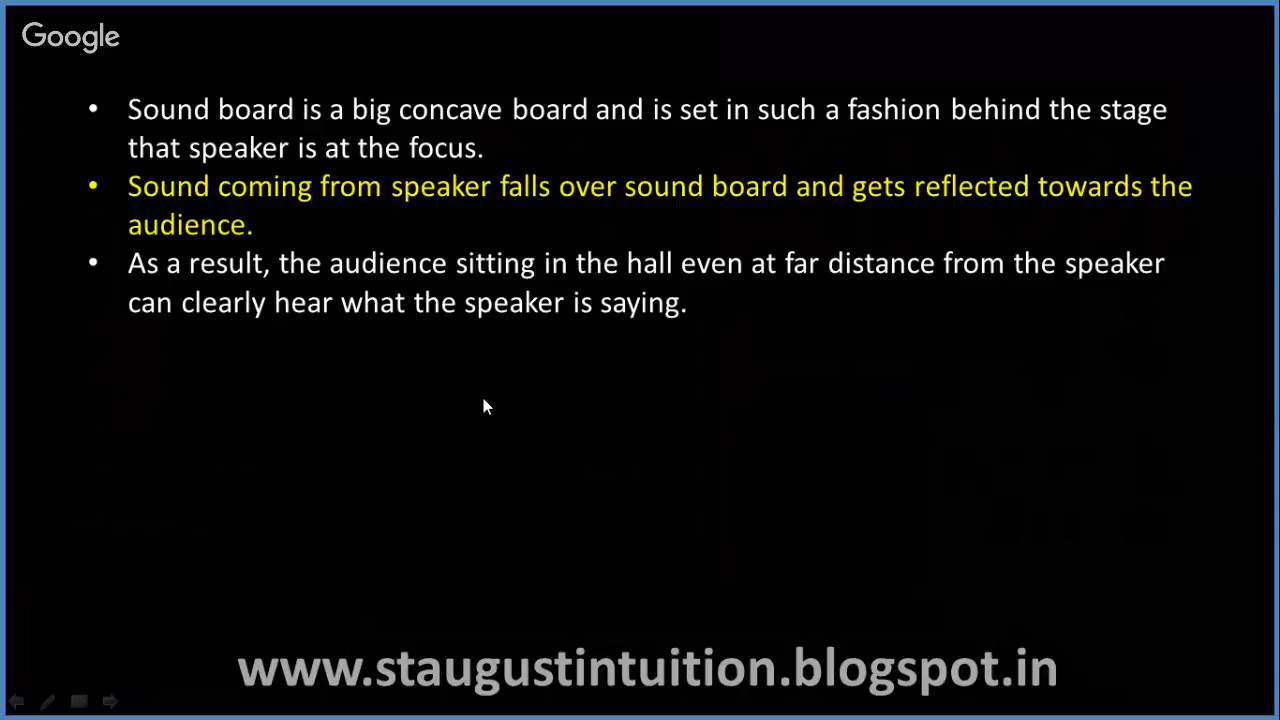 Google
• Sound board is a big concave board and is set in such a fashion behind the stage
that speaker is at the focus.
• Sound coming from speaker falls over sound board and gets reflected towards the
audience.
• As a result, the audience sitting in the hall even at far distance from the speaker
can clearly hear what the speaker is saying.
www.staugustintuition.blogspot.in